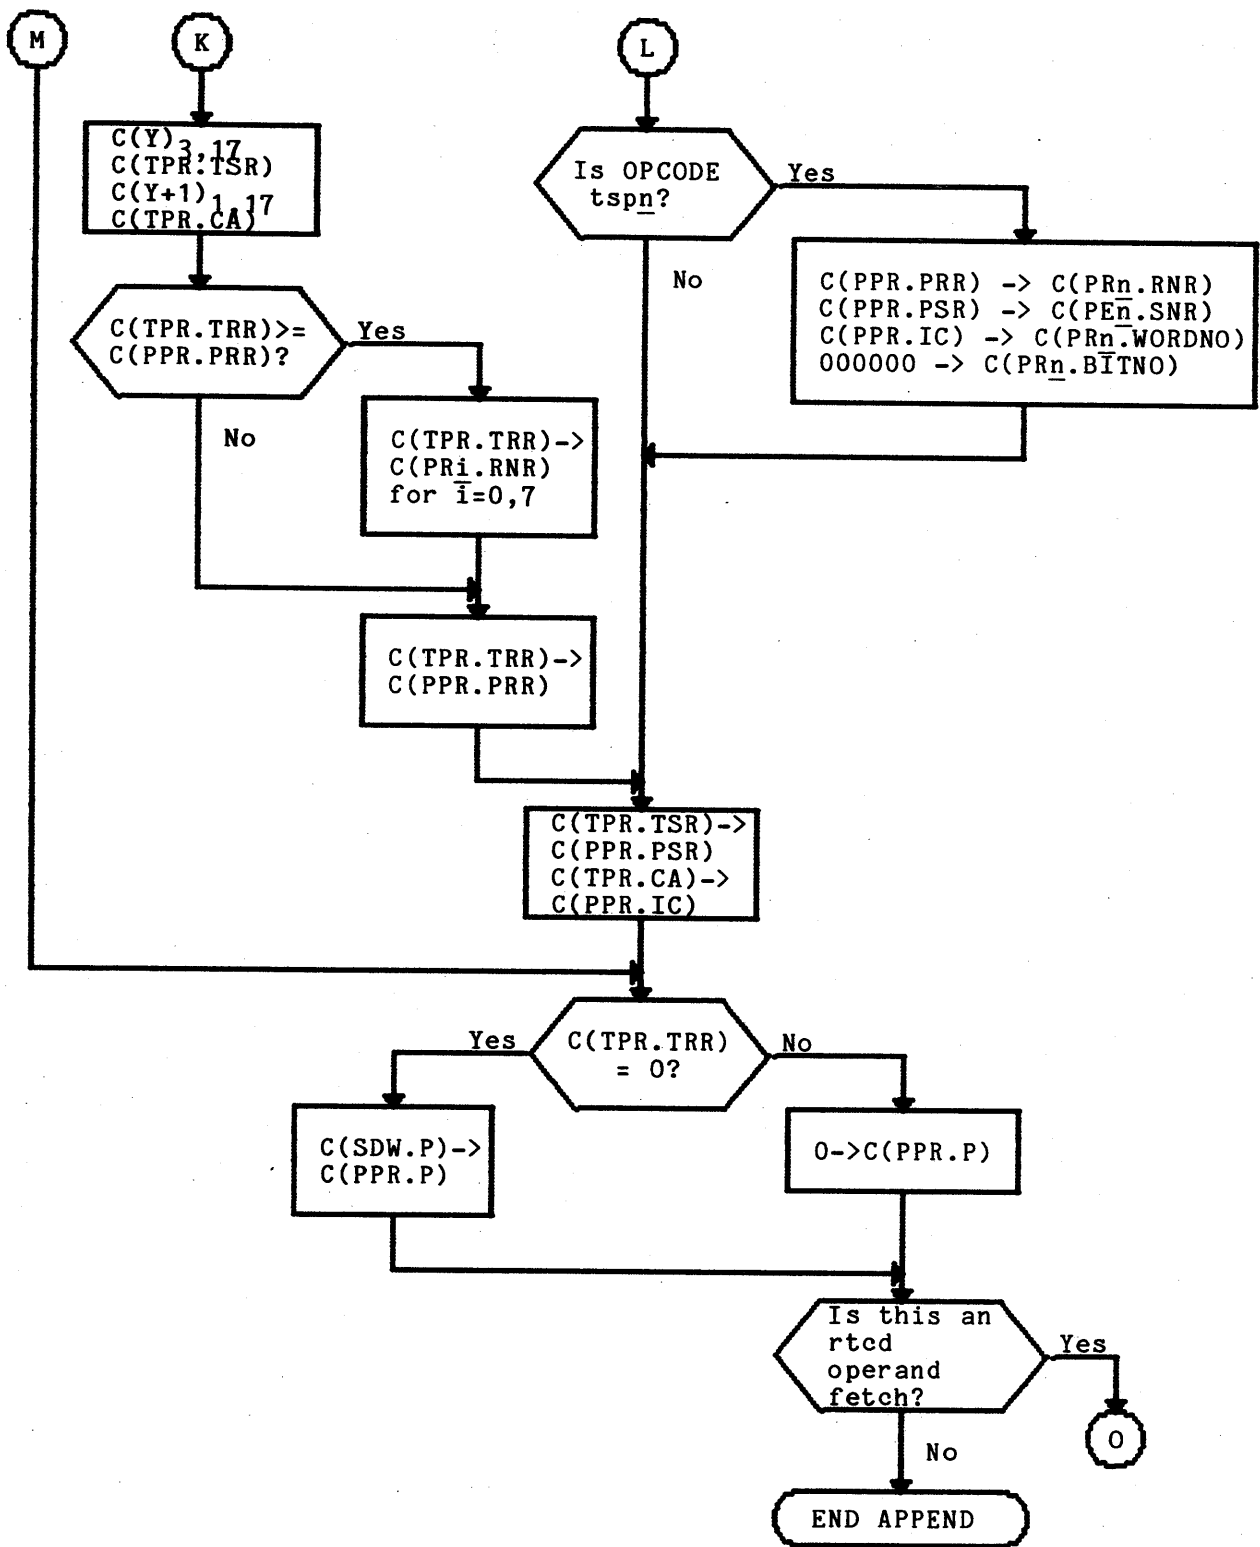 M
K
L
C(Y)3,17
C(TPR.TSR)
C(Y+1)1,17
C(TPR.CA)
Is OPCODE
tspn?
Yes
No
C(PPR.PRR) -> C(PRn.RNR)
C(PPR.PSR) -> C(PEn.SNR)
C(PPR.IC) -> C(PRn.WORDNO)
000000 -> C(PRn.BITNO)
C(TPR.TRR)>=
C(PPR.PRR)?
Yes
No
C(TPR.TRR)->
C(PRi.RNR)
for i=0,7
C(TPR.TRR)->
C(PPR.PRR)
C(TPR.TSR)->
C(PPR.PSR)
C(TPR.CA)->
C(PPR.IC)
Yes
C(TPR.TRR)
= 0?
No
C(SDW.P)->
C(PPR.P)
0->C(PPR.P)
Is this an
rtcd
operand
fetch?
Yes
O
No
END APPEND